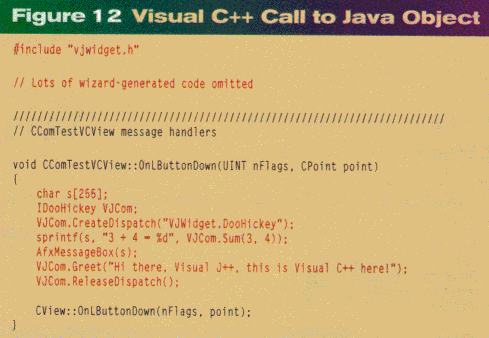 Figure 12 Visual C++ Call to Java Object
#include "vjwidget.h"
// Lots of wizard-generated code omitted
/////////////////////////////////////////////////////////////////////////
// CComTestVCView message handlers
void CComTestVCView::OnLButtonDown(UINT nFlags, CPoint point)
{
char s[256];
IDooHickey VJCom;
VJCom.CreateDispatch("VJWidget.DooHickey");
sprintf(s, "3 + 4 = %d", VJCom.Sum(3, 4));
AfxMessageBox(s);
VJCom.Greet("Hi there, Visual J++, this is Visual C++ here!");
VJCom.ReleaseDispatch();
CView::OnLButtonDown(nFlags, point);
}